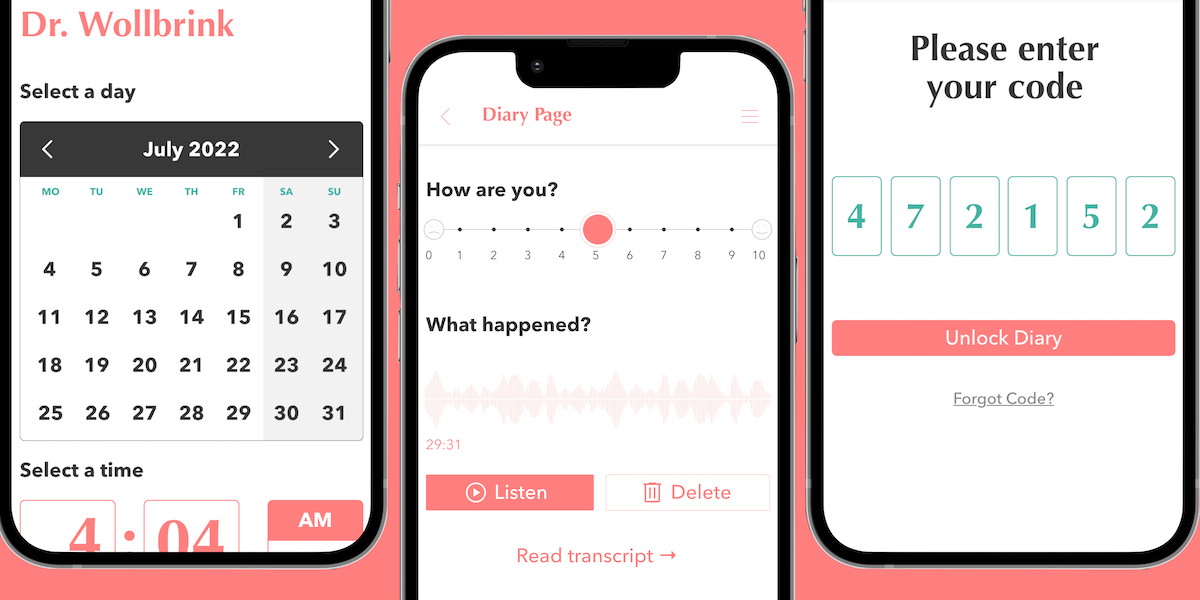 Dr. Wollbrink
Select a day
July 2022
MO TU WE TH FR SA SU
1 2 3
4 5 6 7 8 9 10
11 12 13 14 15 16 17
18 19 20 21 22 23 24
25 26 27 28 29 30 31
Select a time
4 : 04 AM
Diary Page
How are you?
0 1 2 3 4 5 6 7 8 9 10
What happened?
29:31
Listen Delete
Read transcript →
Please enter
your code
4 7 2 1 5 2
Unlock Diary
Forgot Code?